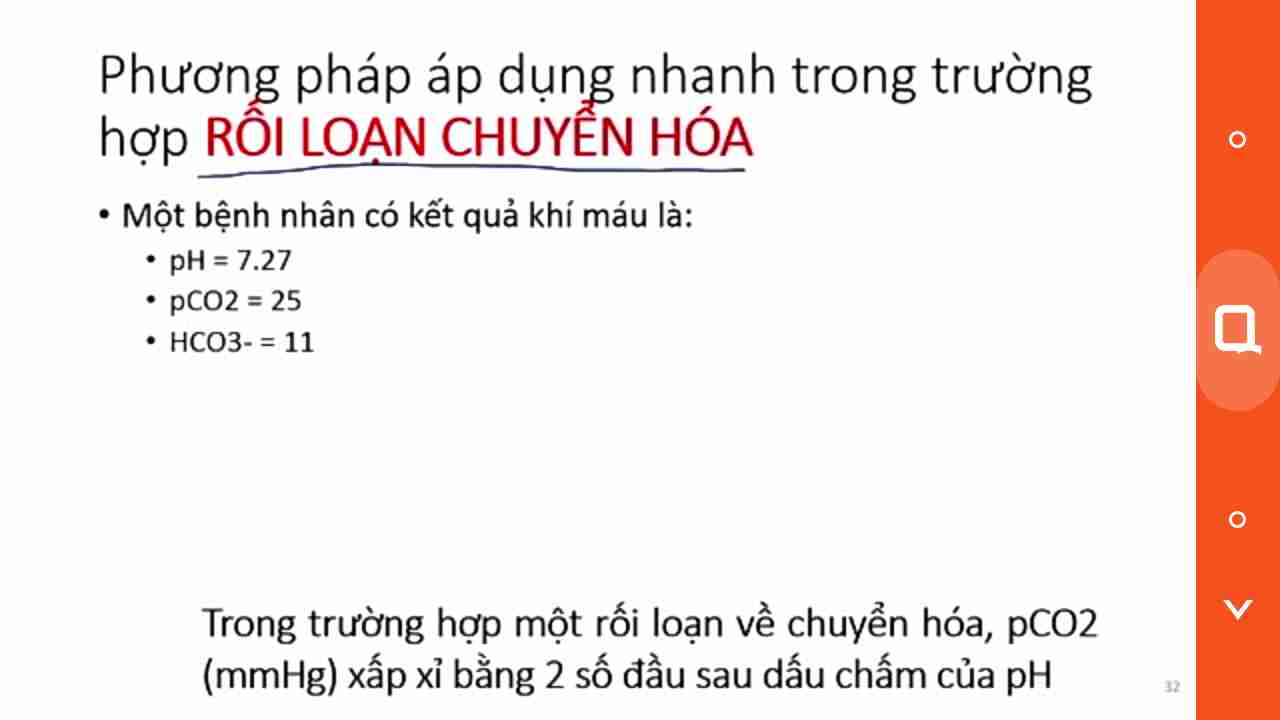 Phương pháp áp dụng nhanh trong trường
hợp RỐI LOẠN CHUYỂN HÓA
• Một bệnh nhân có kết quả khí máu là:
• pH = 7.27
• pCO2 = 25
• HCO3- = 11
Trong trường hợp một rối loạn về chuyển hóa, pCO2
(mmHg) xấp xỉ bằng 2 số đầu sau dấu chấm của pH
32